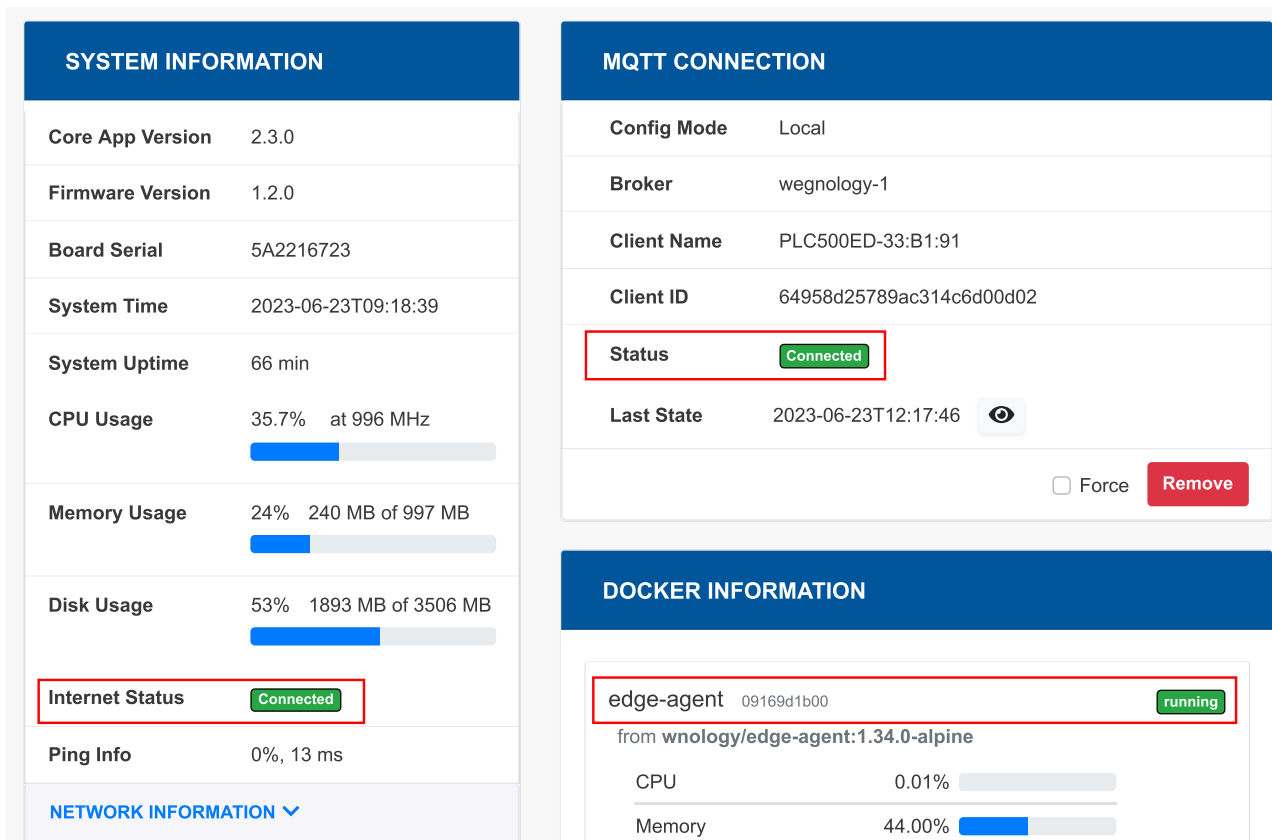 SYSTEM INFORMATION
Core App Version 2.3.0
Firmware Version 1.2.0
Board Serial 5A2216723
System Time 2023-06-23T09:18:39
System Uptime 66 min
CPU Usage 35.7% at 996 MHz
Memory Usage 24% 240 MB of 997 MB
Disk Usage 53% 1893 MB of 3506 MB
Internet Status Connected
Ping Info 0%, 13 ms
NETWORK INFORMATION
MQTT CONNECTION
Config Mode Local
Broker wegnology-1
Client Name PLC500ED-33:B1:91
Client ID 64958d25789ac314c6d00d02
Status Connected
Last State 2023-06-23T12:17:46
Force Remove
DOCKER INFORMATION
edge-agent 09169d1b00 running
from wnology/edge-agent:1.34.0-alpine
CPU 0.01%
Memory 44.00%